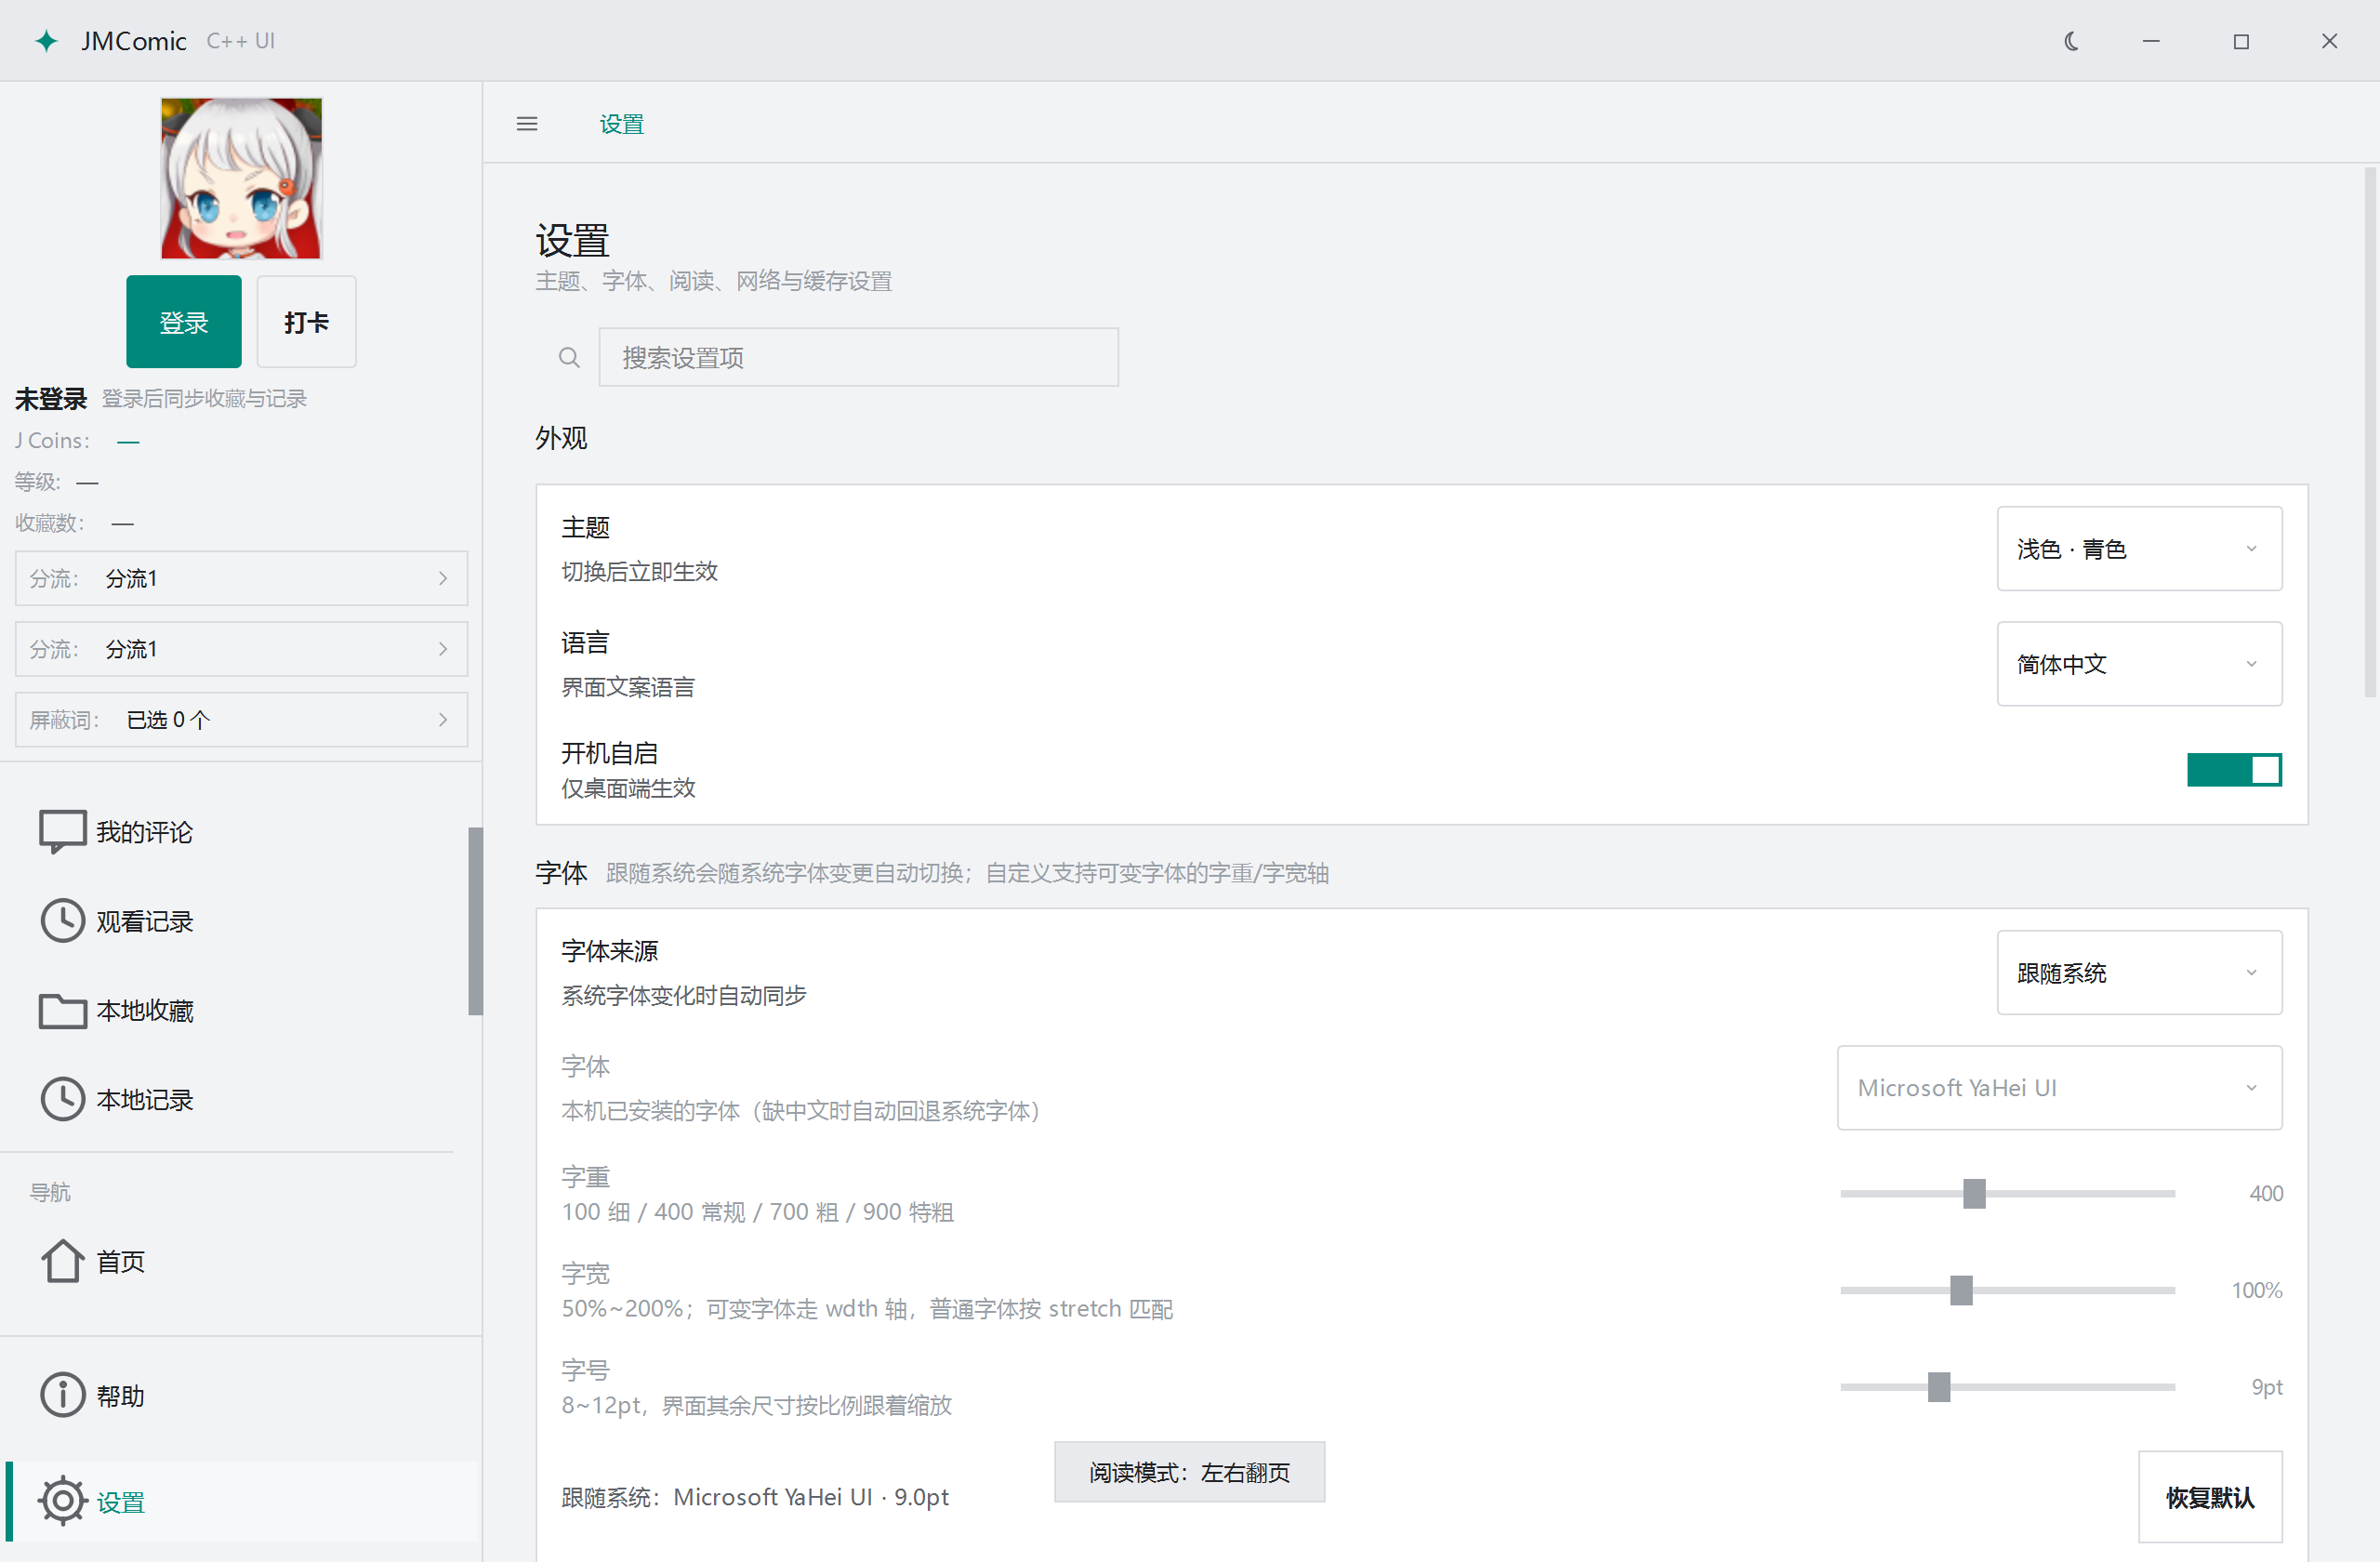 JMComic C++ UI
登录
打卡
未登录 登录后同步收藏与记录
J Coins: —
等级: —
收藏数: —
分流: 分流1
分流: 分流1
屏蔽词: 已选 0 个
我的评论
观看记录
本地收藏
本地记录
导航
首页
帮助
设置
设置
设置
主题、字体、阅读、网络与缓存设置
搜索设置项
外观
主题
切换后立即生效
浅色 · 青色
语言
界面文案语言
简体中文
开机自启
仅桌面端生效
字体 跟随系统会随系统字体变更自动切换；自定义支持可变字体的字重/字宽轴
字体来源
系统字体变化时自动同步
跟随系统
字体
本机已安装的字体（缺中文时自动回退系统字体）
Microsoft YaHei UI
字重
100 细 / 400 常规 / 700 粗 / 900 特粗
400
字宽
50%~200%；可变字体走 wdth 轴，普通字体按 stretch 匹配
100%
字号
8~12pt，界面其余尺寸按比例跟着缩放
9pt
跟随系统：Microsoft YaHei UI · 9.0pt
阅读模式：左右翻页
恢复默认